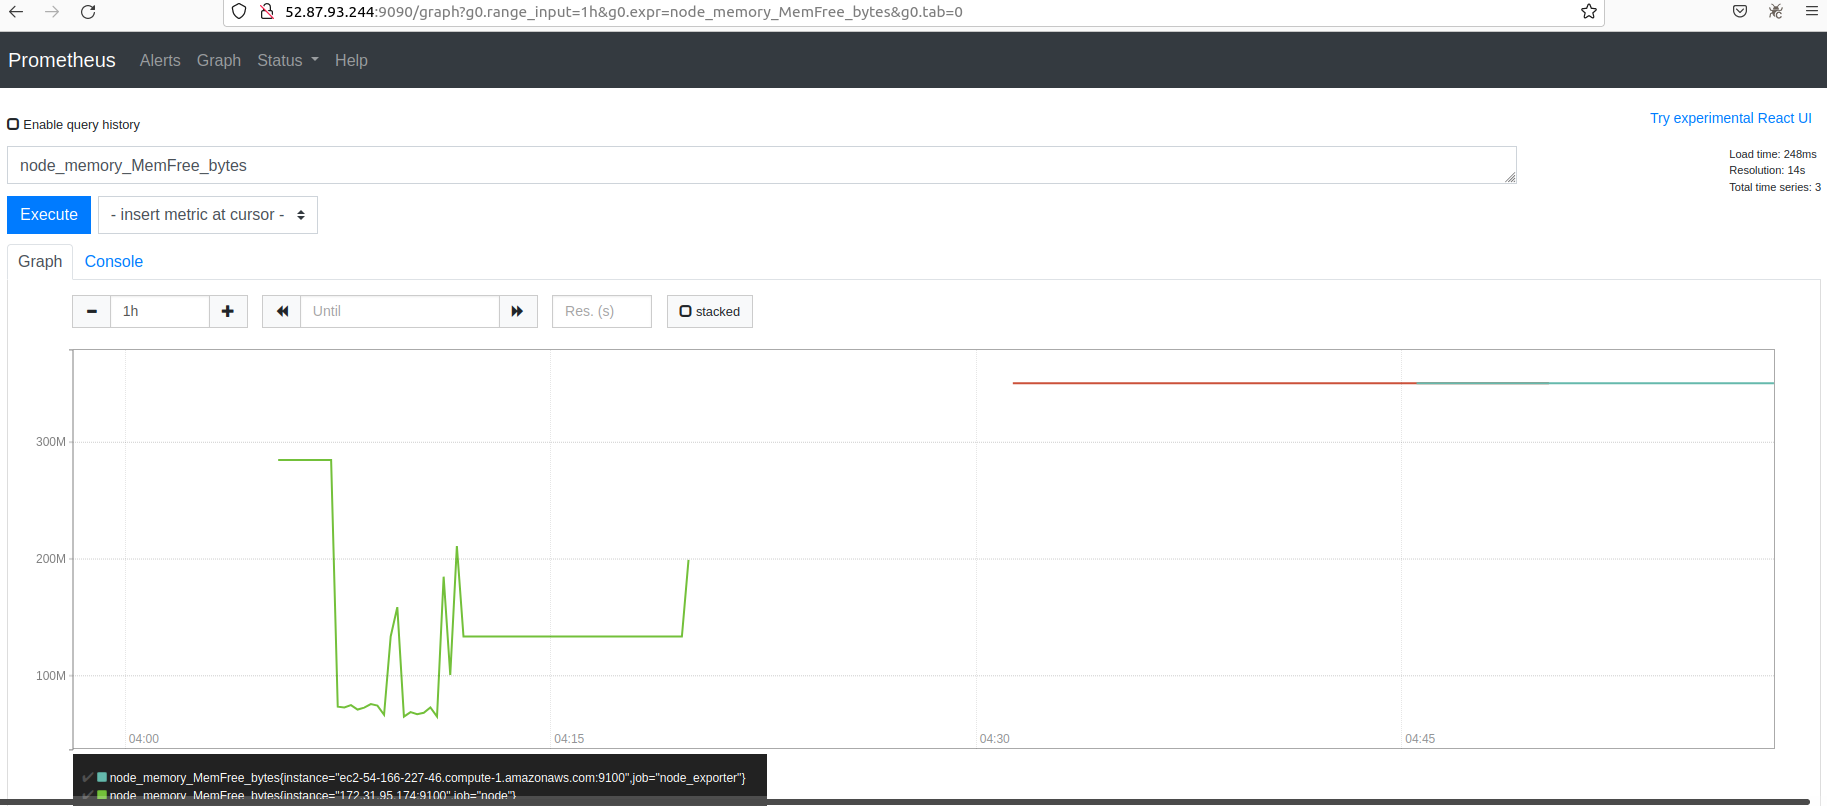 52.87.93.244:9090/graph?g0.range_input=1h&g0.expr=node_memory_MemFree_bytes&g0.tab=0
Prometheus Alerts Graph Status Help
Enable query history
Try experimental React UI
node_memory_MemFree_bytes
Load time: 248ms
Resolution: 14s
Total time series: 3
Execute
- insert metric at cursor -
Graph Console
1h
Until
Res. (s)
stacked
300M
200M
100M
04:00 04:15 04:30 04:45
node_memory_MemFree_bytes{instance="ec2-54-166-227-46.compute-1.amazonaws.com:9100",job="node_exporter"}
node_memory_MemFree_bytes{instance="172.31.95.174:9100",job="node"}